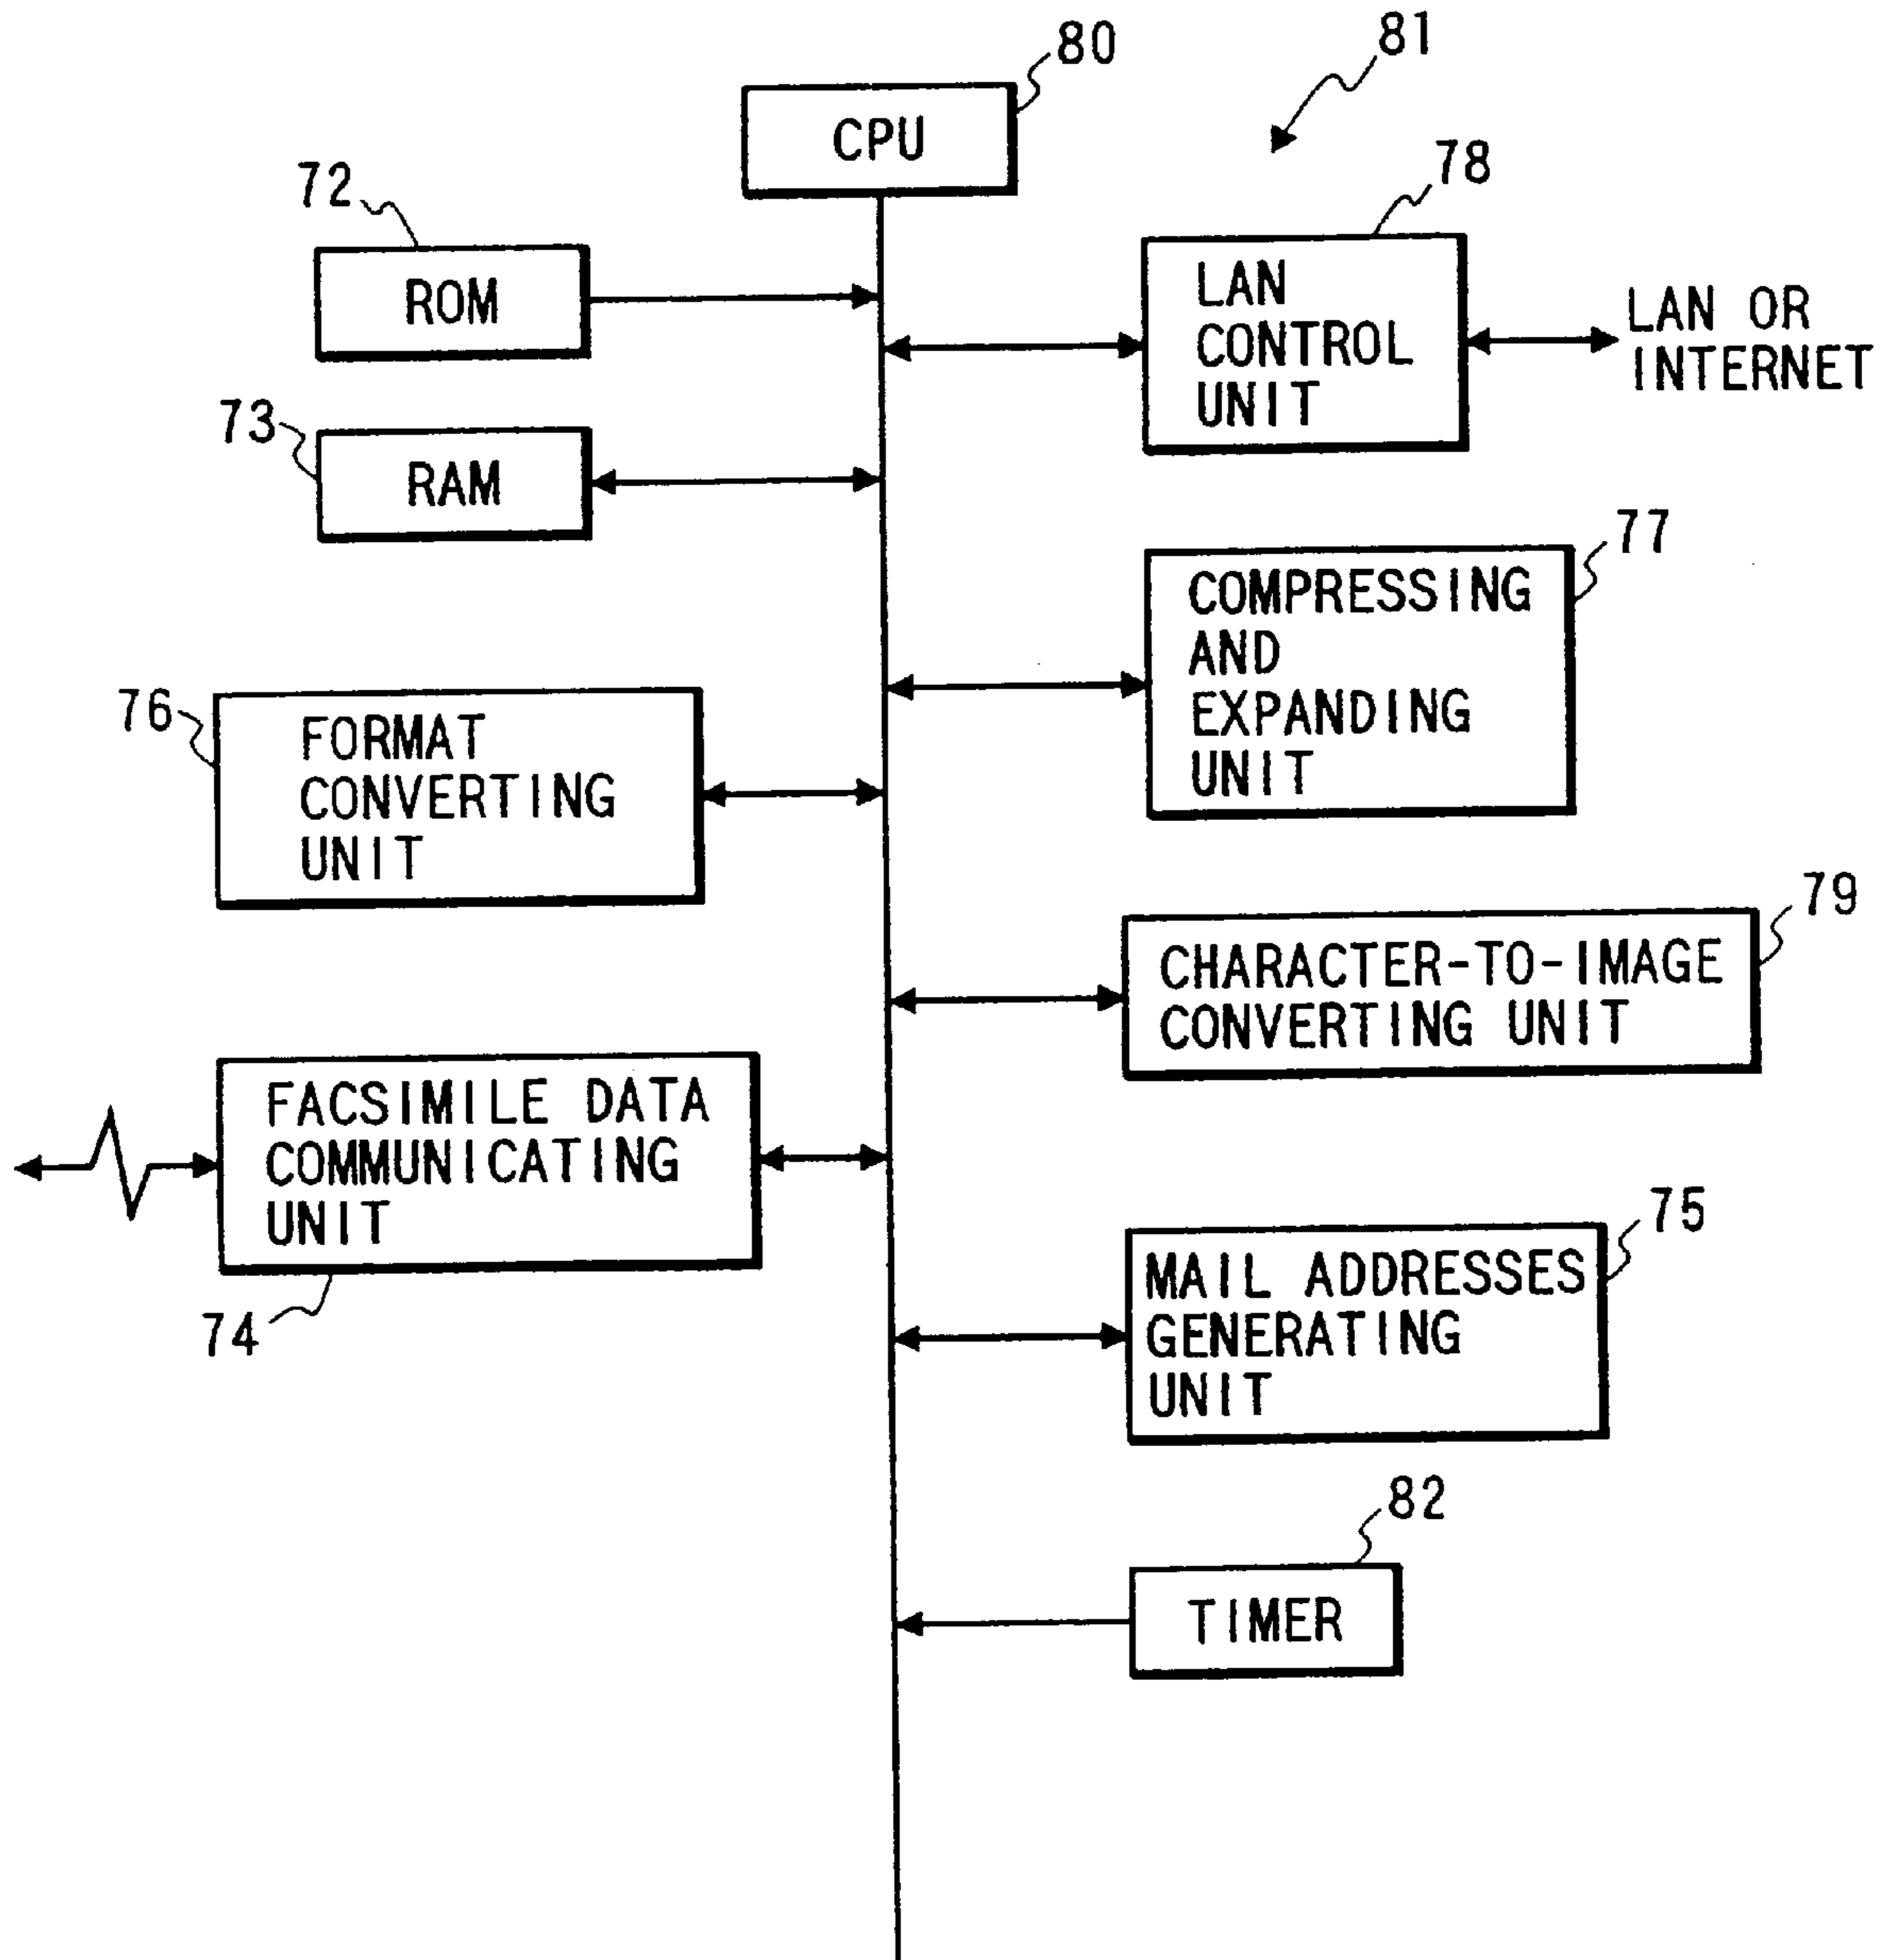 80
81
CPU
78
72
ROM
LAN
CONTROL
UNIT
LAN OR
INTERNET
73
RAM
77
COMPRESSING
AND
EXPANDING
UNIT
76
FORMAT
CONVERTING
UNIT
79
CHARACTER-TO-IMAGE
CONVERTING UNIT
FACSIMILE DATA
COMMUNICATING
UNIT
74
75
MAIL ADDRESSES
GENERATING
UNIT
82
TIMER